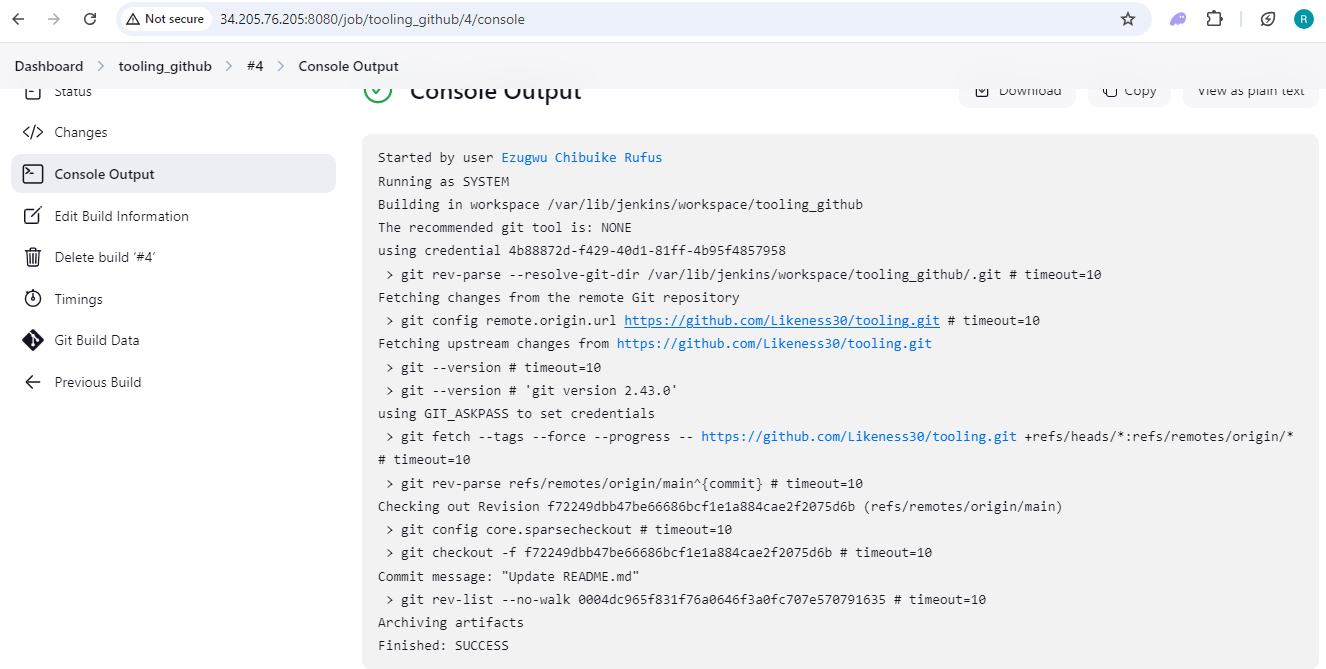 Not secure 34.205.76.205:8080/job/tooling_github/4/console
R
Dashboard > tooling_github > #4 > Console Output
Status
Changes
Console Output
Edit Build Information
Delete build ‘#4’
Timings
Git Build Data
Previous Build
Console Output
Download
Copy
View as plain text
Started by user Ezugwu Chibuike Rufus
Running as SYSTEM
Building in workspace /var/lib/jenkins/workspace/tooling_github
The recommended git tool is: NONE
using credential 4b88872d-f429-40d1-81ff-4b95f4857958
> git rev-parse --resolve-git-dir /var/lib/jenkins/workspace/tooling_github/.git # timeout=10
Fetching changes from the remote Git repository
> git config remote.origin.url https://github.com/Likeness30/tooling.git # timeout=10
Fetching upstream changes from https://github.com/Likeness30/tooling.git
> git --version # timeout=10
> git --version # 'git version 2.43.0'
using GIT_ASKPASS to set credentials
> git fetch --tags --force --progress -- https://github.com/Likeness30/tooling.git +refs/heads/*:refs/remotes/origin/*
# timeout=10
> git rev-parse refs/remotes/origin/main^{commit} # timeout=10
Checking out Revision f72249dbb47be66686bcf1e1a884cae2f2075d6b (refs/remotes/origin/main)
> git config core.sparsecheckout # timeout=10
> git checkout -f f72249dbb47be66686bcf1e1a884cae2f2075d6b # timeout=10
Commit message: "Update README.md"
> git rev-list --no-walk 0004dc965f831f76a0646f3a0fc707e570791635 # timeout=10
Archiving artifacts
Finished: SUCCESS